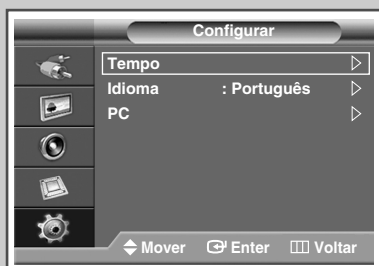 Configurar
Tempo
Idioma : Português
PC
Mover Enter Voltar